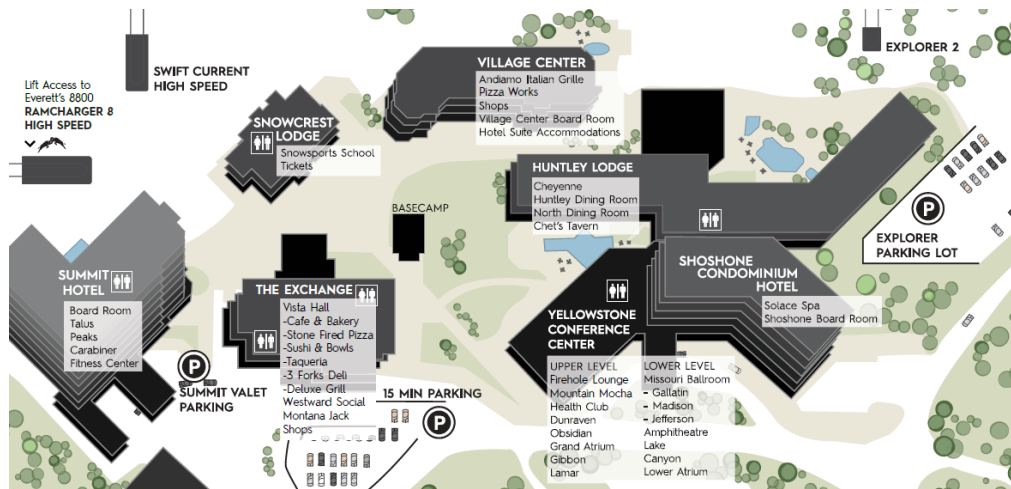 EXPLORER 2
SWIFT CURRENT
HIGH SPEED
Lift Access to
Everett's 8800
RAMCHARGER 8
HIGH SPEED
VILLAGE CENTER
Andiamo Italian Grille
Pizza Works
Shops
Village Center Board Room
Hotel Suite Accommodations
SNOWCREST
LODGE
Snowsports School
Tickets
HUNTLEY LODGE
Cheyenne
Huntley Dining Room
North Dining Room
Chet's Tavern
BASECAMP
P
EXPLORER
PARKING LOT
SUMMIT
HOTEL
Board Room
Talus
Peaks
Carabiner
Fitness Center
P
SUMMIT VALET
PARKING
THE EXCHANGE
Vista Hall
-Cafe & Bakery
-Stone Fired Pizza
-Sushi & Bowls
-Taqueria
-3 Forks Deli
-Deluxe Grill
Westward Social
Montana Jack
Shops
15 MIN PARKING
P
SHOSHONE
CONDOMINIUM
HOTEL
Solace Spa
Shoshone Board Room
YELLOWSTONE
CONFERENCE
CENTER
UPPER LEVEL
Firehole Lounge
Mountain Mocha
Health Club
Dunraven
Obsidian
Grand Atrium
Gibbon
Lamar
LOWER LEVEL
Missouri Ballroom
- Gallatin
- Madison
- Jefferson
Amphitheatre
Lake
Canyon
Lower Atrium